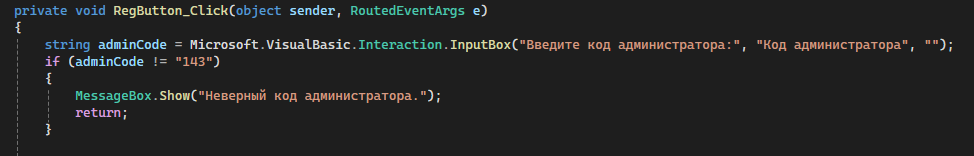 private void RegButton_Click(object sender, RoutedEventArgs e)
{
string adminCode = Microsoft.VisualBasic.Interaction.InputBox("Введите код администратора:", "Код администратора", "");
if (adminCode != "143")
{
MessageBox.Show("Неверный код администратора.");
return;
}